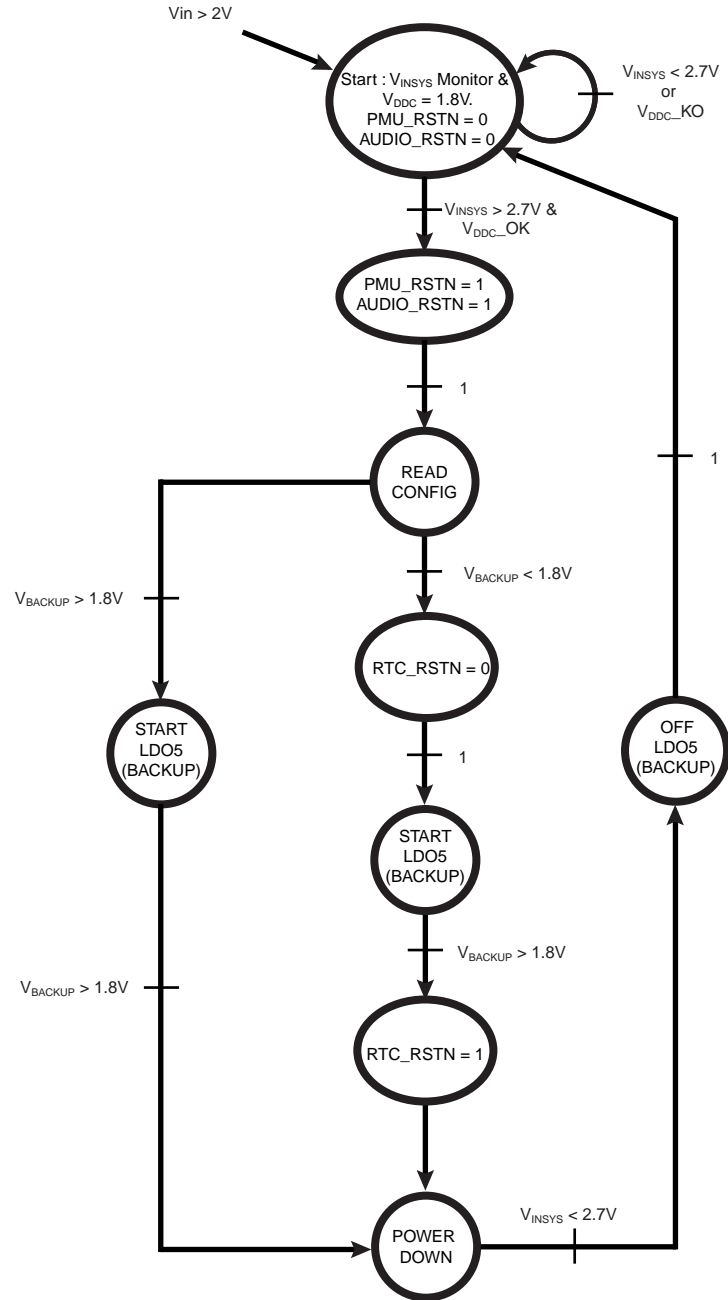 Vin > 2V
Start : VINSYS Monitor &
VDDC = 1.8V.
PMU_RSTN = 0
AUDIO_RSTN = 0
VINSYS < 2.7V
or
VDDC_KO
VINSYS > 2.7V &
VDDC_OK
PMU_RSTN = 1
AUDIO_RSTN = 1
1
READ
CONFIG
1
VBACKUP > 1.8V
VBACKUP < 1.8V
RTC_RSTN = 0
START
LDO5
(BACKUP)
OFF
LDO5
(BACKUP)
1
START
LDO5
(BACKUP)
VBACKUP > 1.8V
VBACKUP > 1.8V
RTC_RSTN = 1
POWER
DOWN
VINSYS < 2.7V